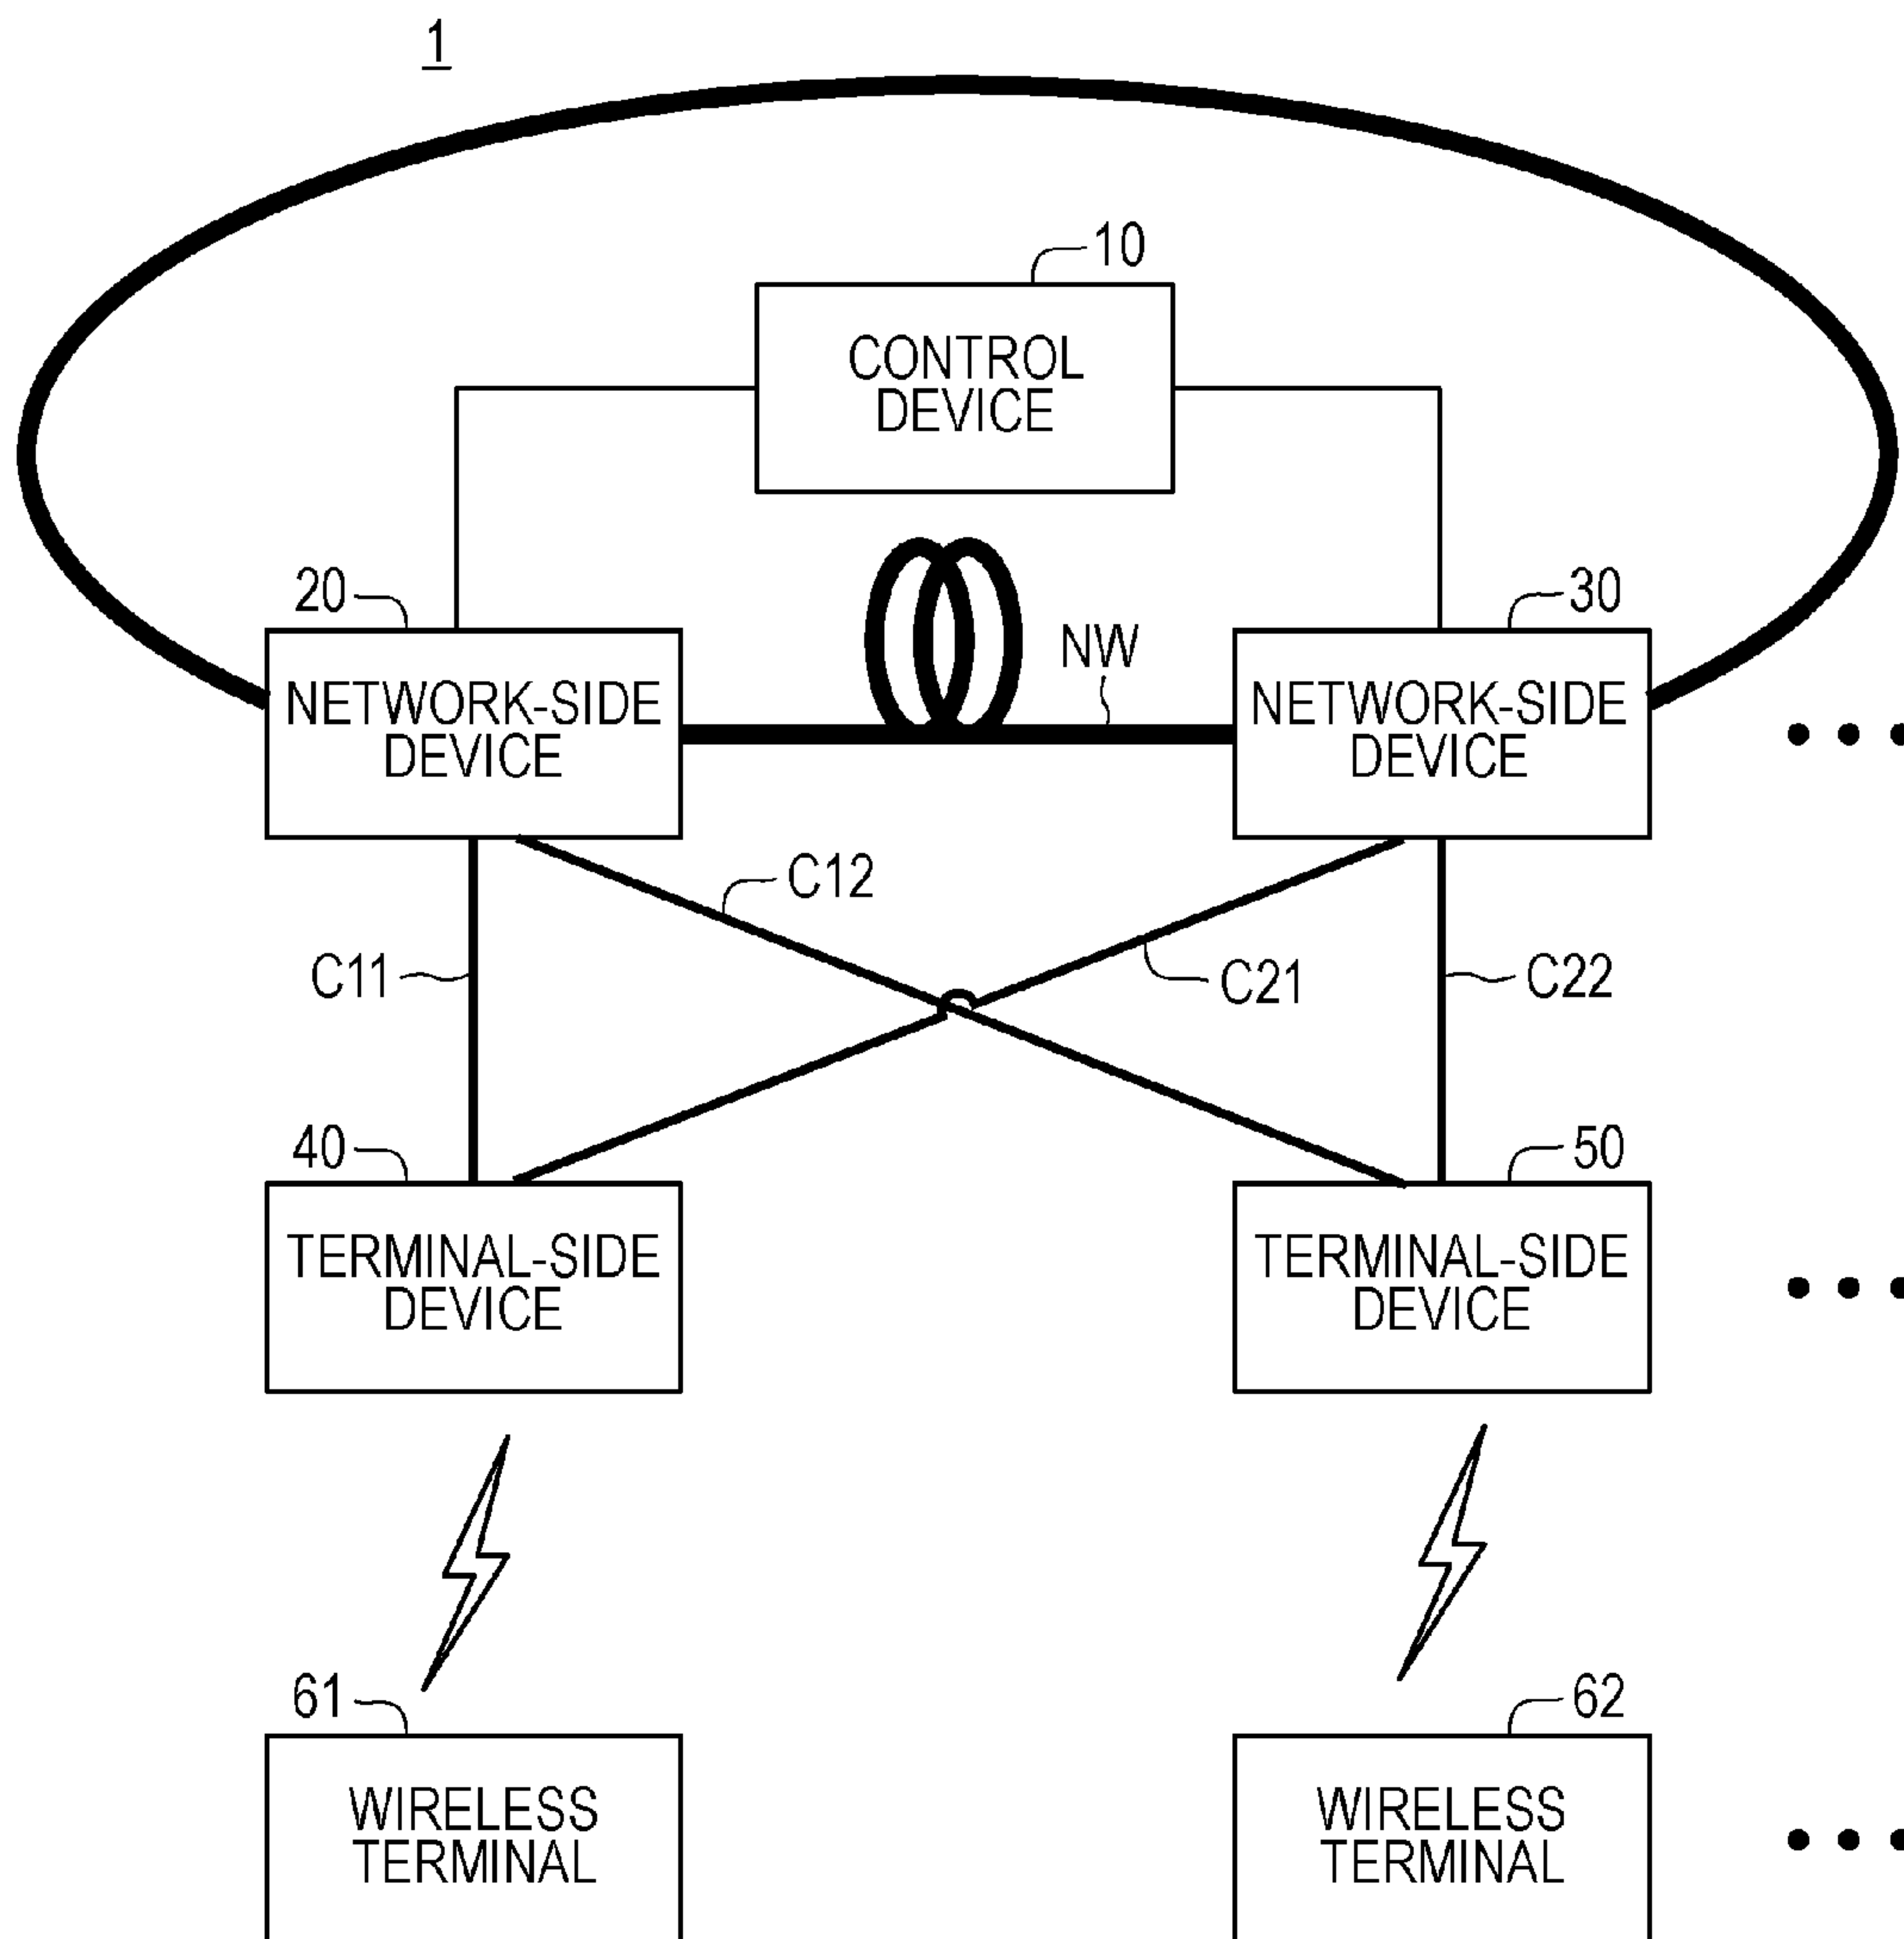 1
10
CONTROL
DEVICE
20
30
NW
NETWORK-SIDE
DEVICE
NETWORK-SIDE
DEVICE
C12
C11
C21
C22
40
50
TERMINAL-SIDE
DEVICE
TERMINAL-SIDE
DEVICE
61
62
WIRELESS
TERMINAL
WIRELESS
TERMINAL